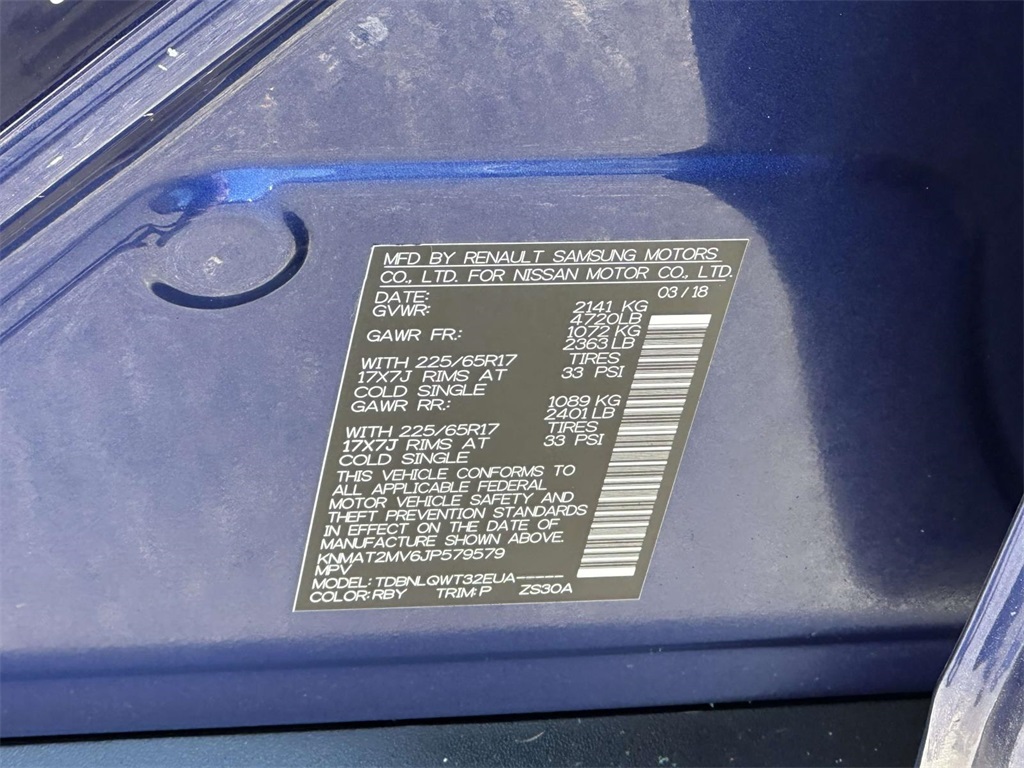 MFD BY RENAULT SAMSUNG MOTORS
CO., LTD. FOR NISSAN MOTOR CO., LTD.
DATE: 03/18
GVWR: 2141 KG
4720LB
GAWR FR: 1072 KG
2363LB
WITH 225/65R17 TIRES
17X7J RIMS AT 33 PSI
COLD SINGLE
GAWR RR: 1089 KG
2401LB
WITH 225/65R17 TIRES
17X7J RIMS AT 33 PSI
COLD SINGLE
THIS VEHICLE CONFORMS TO
ALL APPLICABLE FEDERAL
MOTOR VEHICLE SAFETY AND
THEFT PREVENTION STANDARDS
IN EFFECT ON THE DATE OF
MANUFACTURE SHOWN ABOVE.
KNMAT2MV6JP579579
MPV
MODEL: TDBNLQWT32EUA-----
COLOR: RBY TRIM: P ZS30A